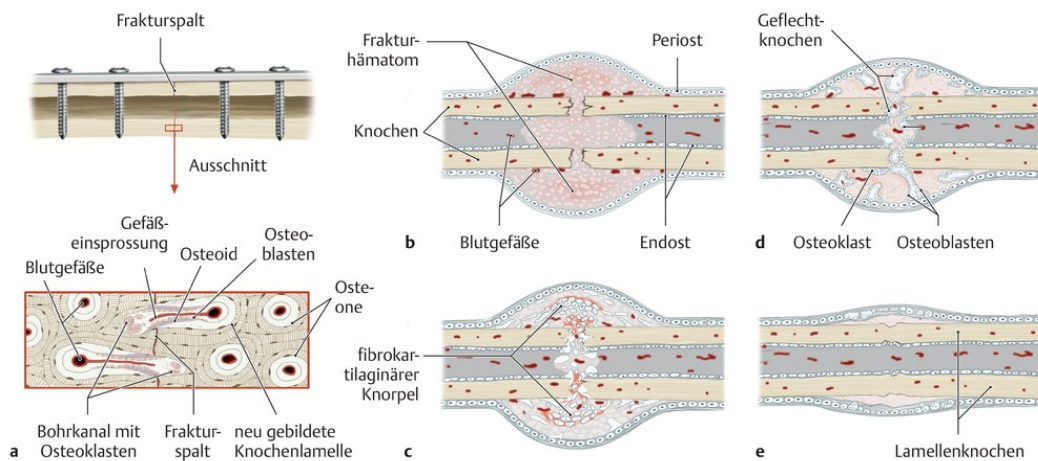 Frakturspalt
Ausschnitt
Gefäß-
einsprossung
Osteo-
blasten
Osteoid
Blutgefäße
Oste-
one
a
Bohrkanal mit
Osteoklasten
Fraktur-
spalt
neu gebildete
Knochenlamelle
Fraktur-
hämatom
Periost
Knochen
b
Blutgefäße
Endost
fibrokar-
tilaginärer
Knorpel
c
Geflecht-
knochen
d
Osteoklast
Osteoblasten
e
Lamellenknochen